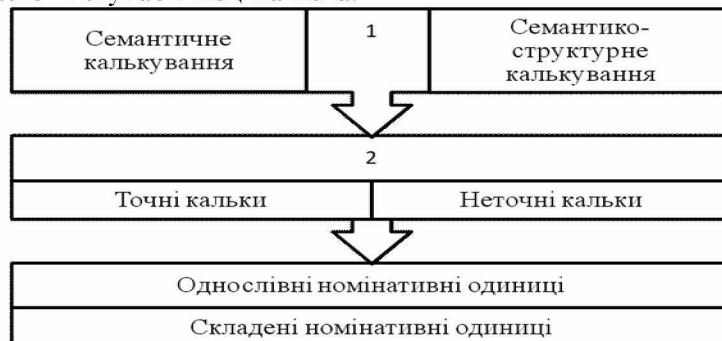 Семантичне
калькування
1
Семантико-
структурне
калькування
2
Точні кальки
Неточні кальки
Однослівні номінативні одиниці
Складені номінативні одиниці